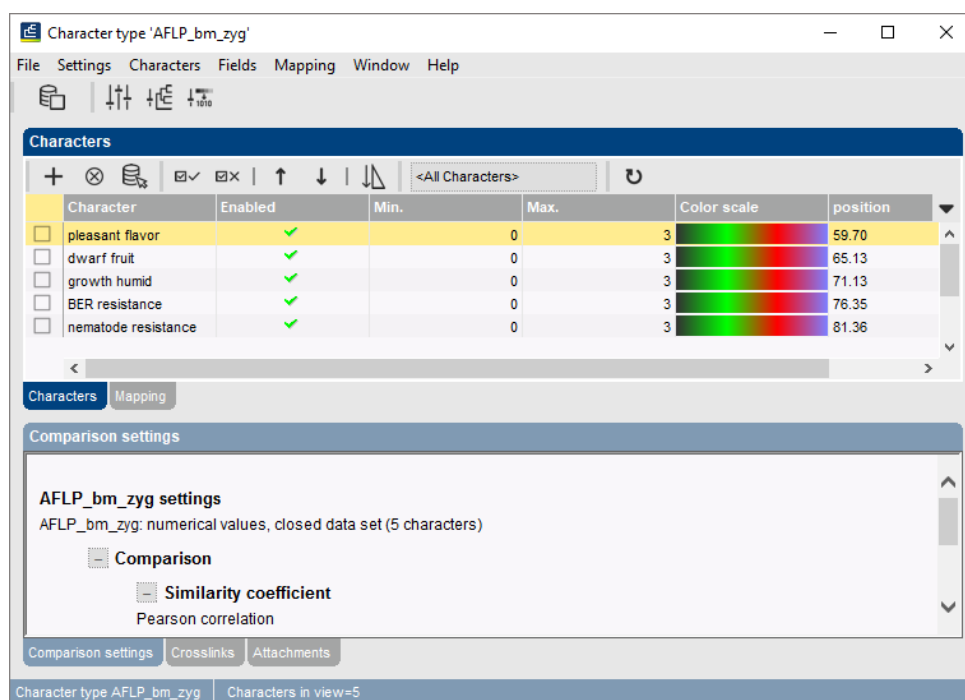 Character type 'AFLP_bm_zyg'
File Settings Characters Fields Mapping Window Help
1010
Characters
<All Characters>
Character Enabled Min. Max. Color scale position
pleasant flavor 0 3 59.70
dwarf fruit 0 3 65.13
growth humid 0 3 71.13
BER resistance 0 3 76.35
nematode resistance 0 3 81.36
Characters Mapping
Comparison settings
AFLP_bm_zyg settings
AFLP_bm_zyg: numerical values, closed data set (5 characters)
Comparison
Similarity coefficient
Pearson correlation
Comparison settings Crosslinks Attachments
Character type AFLP_bm_zyg Characters in view=5